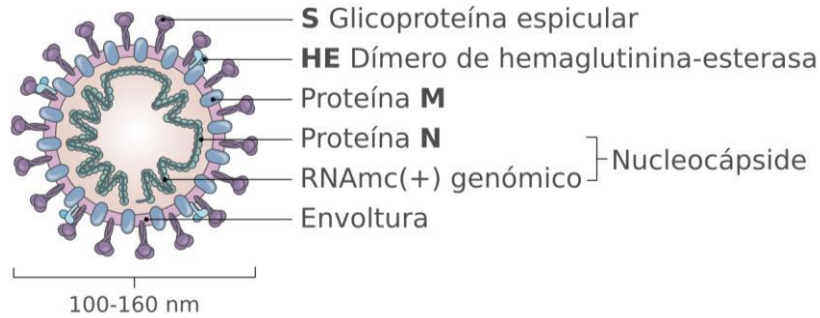 S Glicoproteína espicular
HE Dímero de hemaglutinina-esterasa
Proteína M
Proteína N
RNAmc(+) genómico
Nucleocápside
Envoltura
100-160 nm